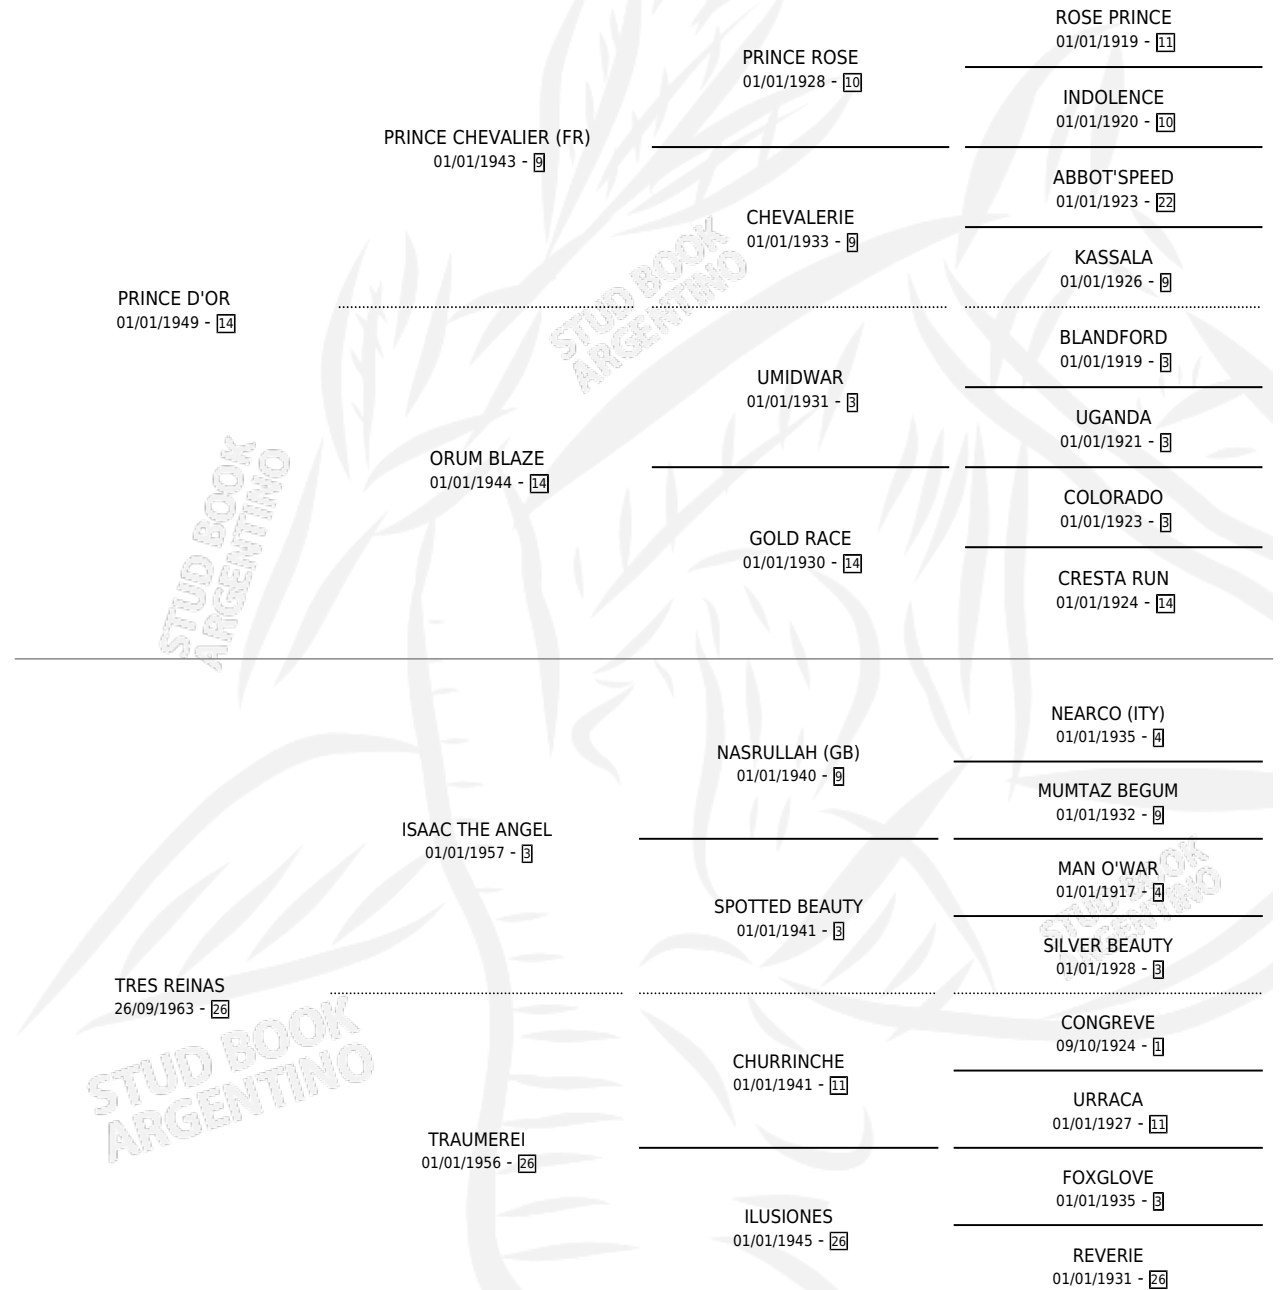 ROSE PRINCE
01/01/1919 - 11
PRINCE ROSE
01/01/1928 - 10
INDOLENCE
01/01/1920 - 10
PRINCE CHEVALIER (FR)
01/01/1943 - 9
ABBOT'SPEED
01/01/1923 - 22
CHEVALERIE
01/01/1933 - 9
KASSALA
01/01/1926 - 9
PRINCE D'OR
01/01/1949 - 14
STUD BOOK
ARGENTINO
BLANDFORD
01/01/1919 - 3
UMIDWAR
01/01/1931 - 3
UGANDA
01/01/1921 - 3
ORUM BLAZE
01/01/1944 - 14
COLORADO
01/01/1923 - 3
GOLD RACE
01/01/1930 - 14
CRESTA RUN
01/01/1924 - 14
STUD BOOK
ARGENTINO
NEARCO (ITY)
01/01/1935 - 4
NASRULLAH (GB)
01/01/1940 - 9
MUMTAZ BEGUM
01/01/1932 - 9
ISAAC THE ANGEL
01/01/1957 - 3
MAN O'WAR
01/01/1917 - 4
SPOTTED BEAUTY
01/01/1941 - 3
SILVER BEAUTY
01/01/1928 - 3
STUD BOOK
ARGENTINO
TRES REINAS
26/09/1963 - 26
CONGREVE
09/10/1924 - 1
CHURRINCHE
01/01/1941 - 11
URRACA
01/01/1927 - 11
STUD BOOK
ARGENTINO
TRAUMEREI
01/01/1956 - 26
FOXGLOVE
01/01/1935 - 3
ILUSIONES
01/01/1945 - 26
REVERIE
01/01/1931 - 26